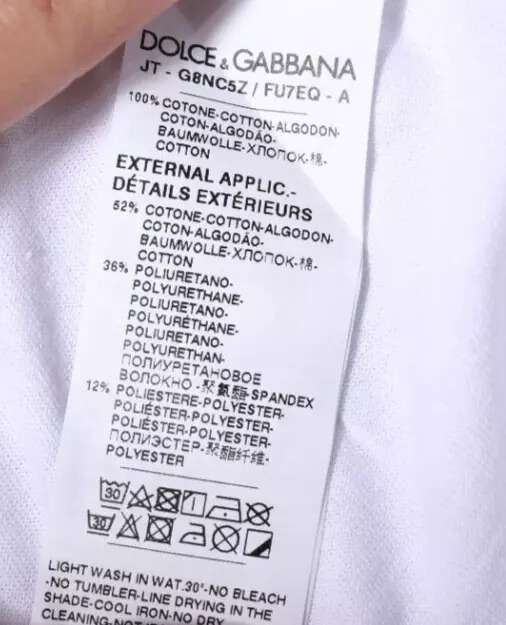 DOLCE & GABBANA
JT - G8NC5Z / FU7EQ - A
100% COTONE-COTTON-ALGODON-
COTON-ALGODÃO-
BAUMWOLLE-ХЛОПОК-棉-
COTTON
EXTERNAL APPLIC.-
DÉTAILS EXTÉRIEURS
52% COTONE-COTTON-ALGODON-
COTON-ALGODÃO-
BAUMWOLLE-ХЛОПОК-棉-
COTTON
36% POLIURETANO-
POLYURETHANE-
POLIURETANO-
POLYURÉTHANE-
POLIURETANO-
POLYURETHAN-
ПОЛИУРЕТАНОВОЕ
ВОЛОКНО-聚氨酯-SPANDEX
12% POLIESTERE-POLYESTER-
POLIÉSTER-POLYESTER-
POLIÉSTER-POLYESTER-
ПОЛИЭСТЕР-聚酯纤维-
POLYESTER
30
30
LIGHT WASH IN WAT.30°-NO BLEACH
-NO TUMBLER-LINE DRYING IN THE
SHADE-COOL IRON-NO DRY